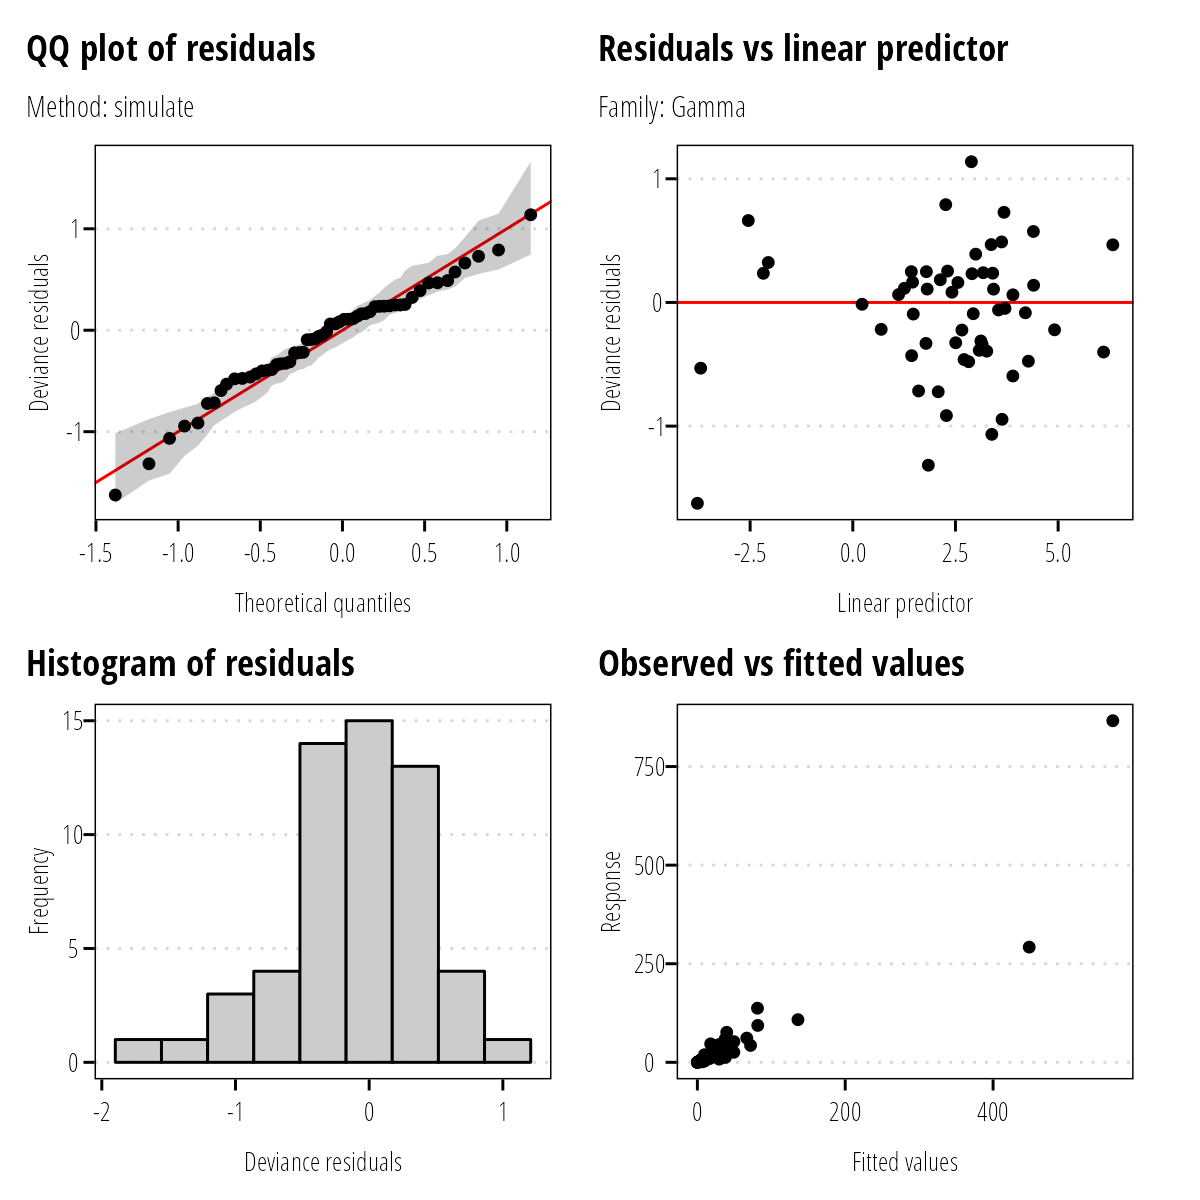 QQ plot of residuals
Method: simulate
Deviance residuals
1
0
-1
-1.5 -1.0 -0.5 0.0 0.5 1.0
Theoretical quantiles
Residuals vs linear predictor
Family: Gamma
Deviance residuals
1
0
-1
-2.5 0.0 2.5 5.0
Linear predictor
Histogram of residuals
Frequency
15
10
5
0
-2 -1 0 1
Deviance residuals
Observed vs fitted values
Response
750
500
250
0
0 200 400
Fitted values